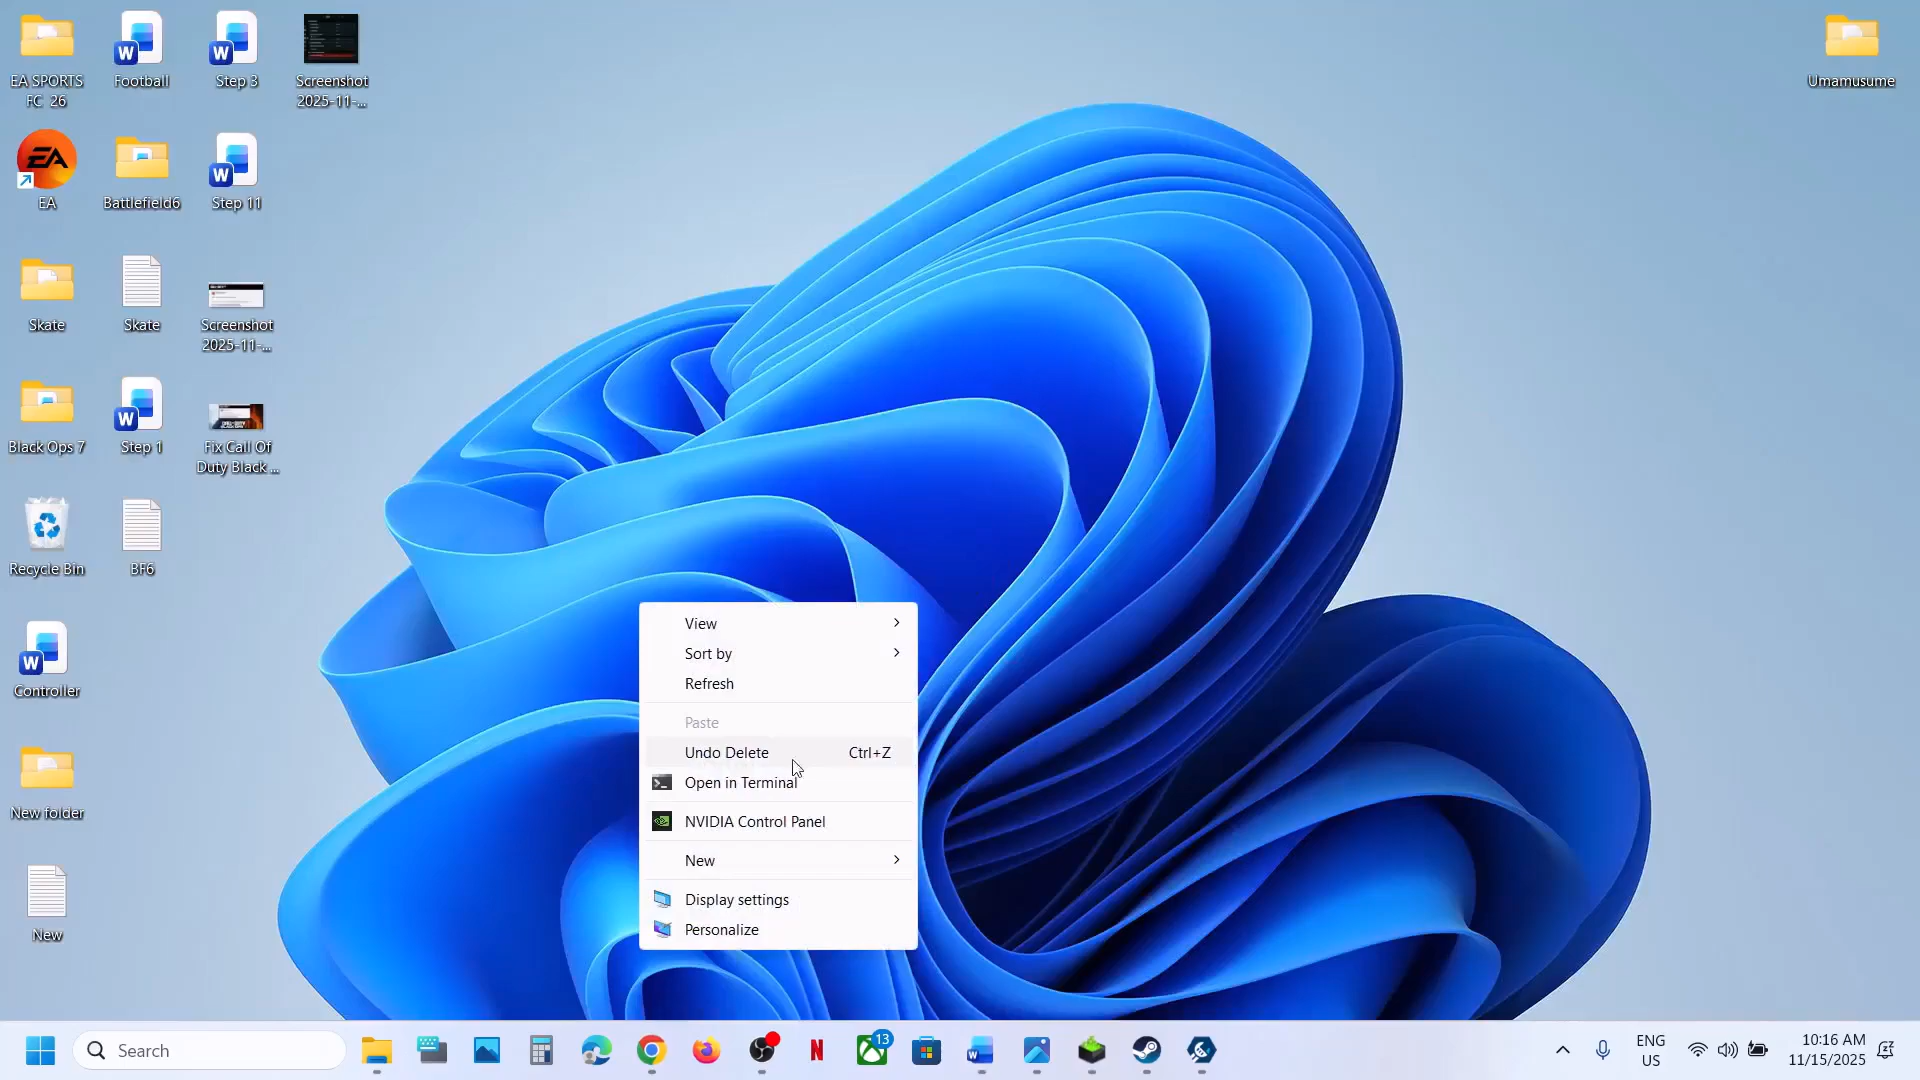 EA SPORTS
FC 26
Football
Step 3
Screenshot
2025-11-...
Umamusume
EA
Battlefield6
Step 11
Skate
Skate
Screenshot
2025-11-...
Black Ops 7
Step 1
Fix Call Of
Duty Black ...
Recycle Bin
BF6
Controller
New folder
New
View
Sort by
Refresh
Paste
Undo Delete Ctrl+Z
Open in Terminal
NVIDIA Control Panel
New
Display settings
Personalize
Search
13
ENG
US
10:16 AM
11/15/2025